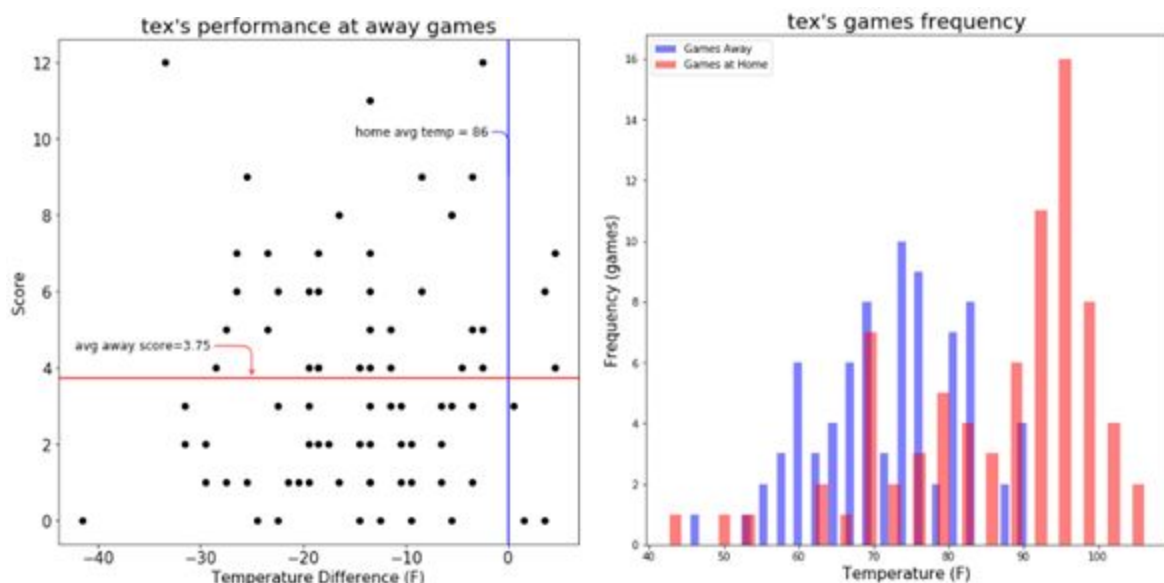 tex's performance at away games
12
10
8
6
4
2
0
Score
home avg temp = 86
avg away score=3.75
−40 −30 −20 −10 0
Temperature Difference (F)
tex's games frequency
Games Away
Games at Home
16
14
12
10
8
6
4
2
0
Frequency (games)
40 50 60 70 80 90 100
Temperature (F)